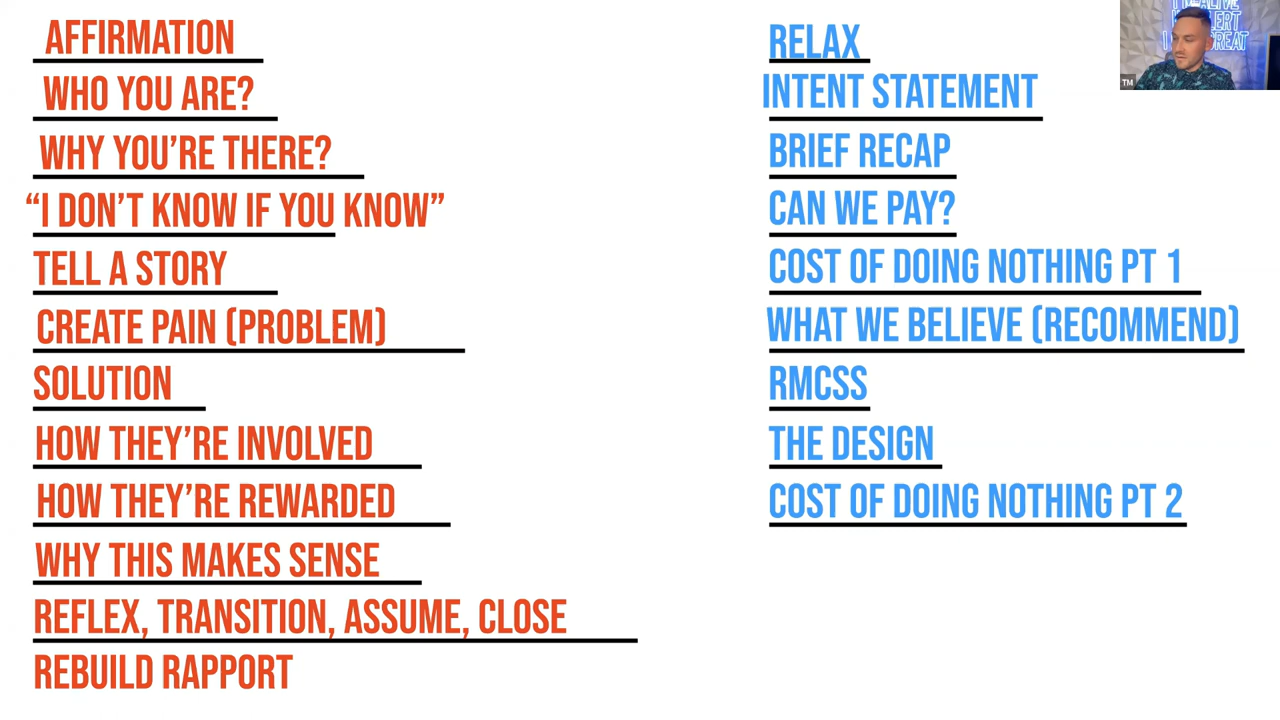 AFFIRMATION
WHO YOU ARE?
WHY YOU'RE THERE?
“I DON'T KNOW IF YOU KNOW”
TELL A STORY
CREATE PAIN (PROBLEM)
SOLUTION
HOW THEY'RE INVOLVED
HOW THEY'RE REWARDED
WHY THIS MAKES SENSE
REFLEX, TRANSITION, ASSUME, CLOSE
REBUILD RAPPORT
RELAX
INTENT STATEMENT
BRIEF RECAP
CAN WE PAY?
COST OF DOING NOTHING PT 1
WHAT WE BELIEVE (RECOMMEND)
RMCSS
THE DESIGN
COST OF DOING NOTHING PT 2
TM